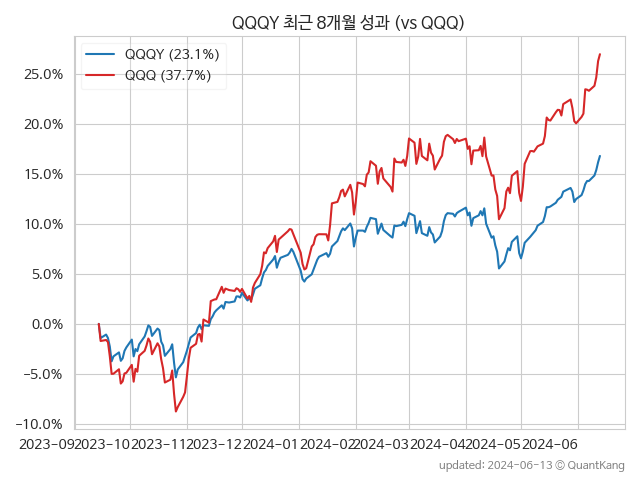 QQQY 최근 8개월 성과 (vs QQQ)
QQQY (23.1%)
QQQ (37.7%)
25.0%
20.0%
15.0%
10.0%
5.0%
0.0%
−5.0%
−10.0%
2023-09 2023-10 2023-11 2023-12 2024-01 2024-02 2024-03 2024-04 2024-05 2024-06
updated: 2024-06-13 © QuantKang